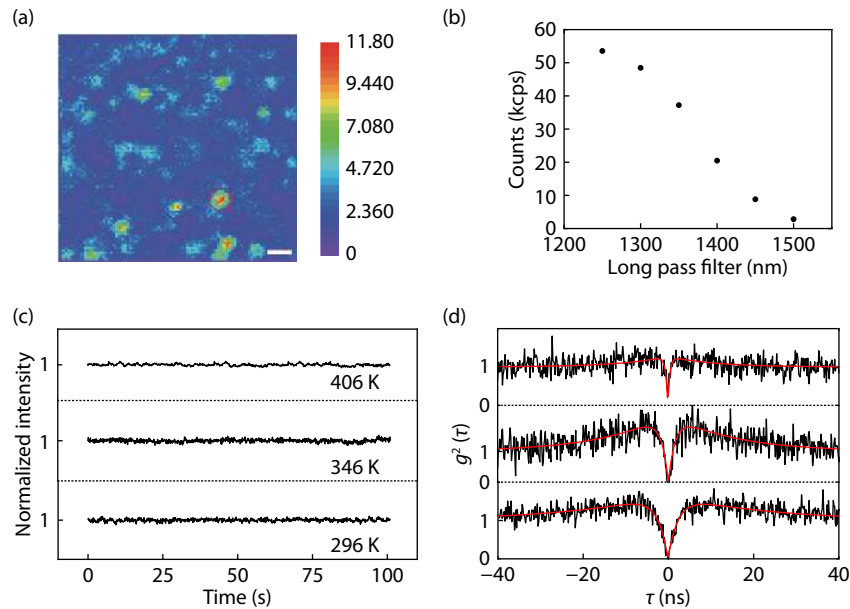 (a)
11.80
9.440
7.080
4.720
2.360
0
(b)
Counts (kcps)
60
50
40
30
20
10
0
1200 1300 1400 1500
Long pass filter (nm)
(c)
Normalized intensity
1
406 K
1
346 K
1
296 K
0 25 50 75 100
Time (s)
(d)
g² (τ)
1
0
1
0
1
0
−40 −20 0 20 40
τ (ns)